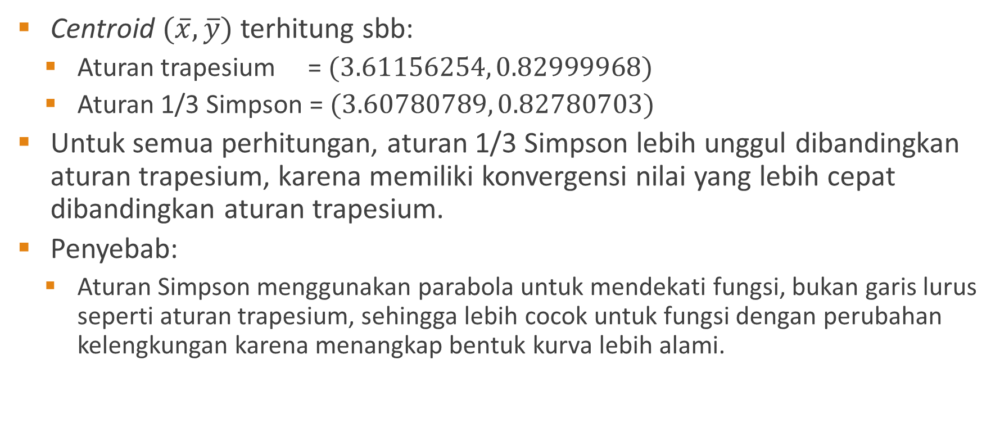 ▪ Centroid (x̅, y̅) terhitung sbb:
▪ Aturan trapesium = (3.61156254, 0.82999968)
▪ Aturan 1/3 Simpson = (3.60780789, 0.82780703)
▪ Untuk semua perhitungan, aturan 1/3 Simpson lebih unggul dibandingkan
aturan trapesium, karena memiliki konvergensi nilai yang lebih cepat
dibandingkan aturan trapesium.
▪ Penyebab:
▪ Aturan Simpson menggunakan parabola untuk mendekati fungsi, bukan garis lurus
seperti aturan trapesium, sehingga lebih cocok untuk fungsi dengan perubahan
kelengkungan karena menangkap bentuk kurva lebih alami.